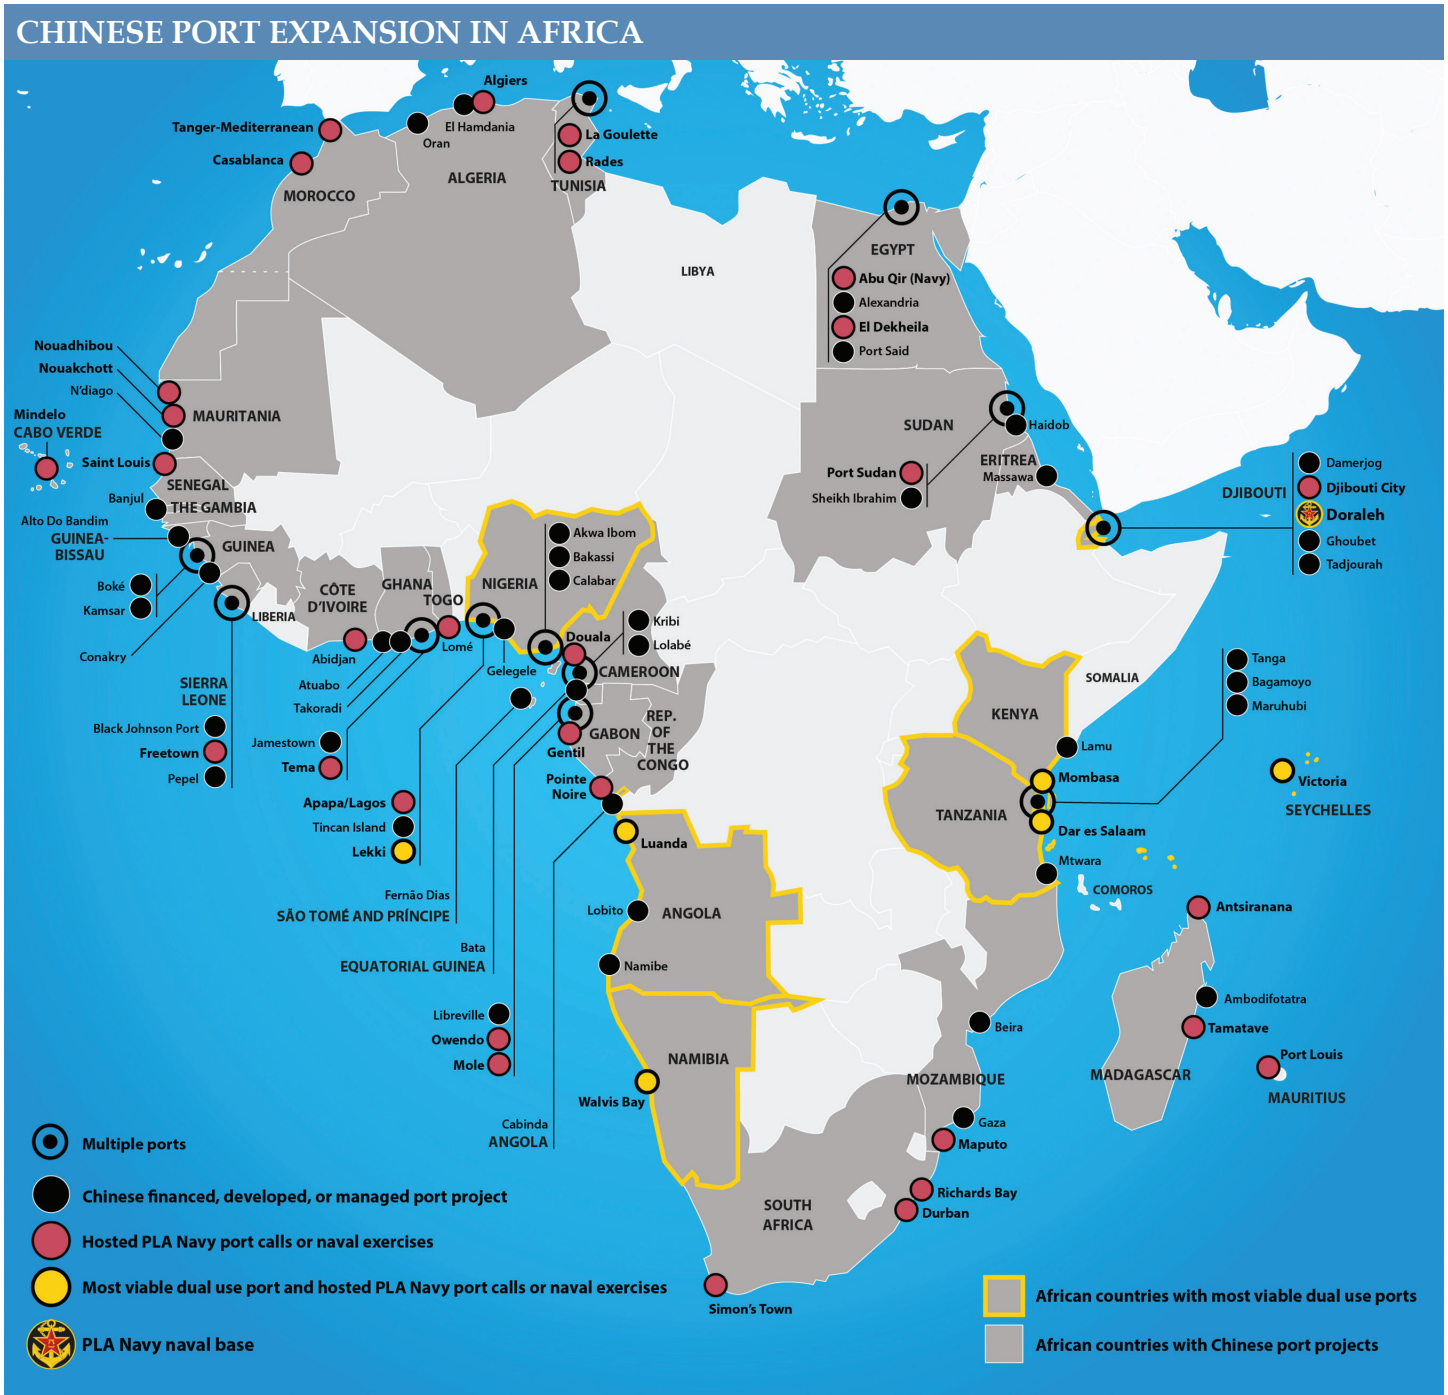 CHINESE PORT EXPANSION IN AFRICA
Algiers
El Hamdania
Oran
Tanger-Mediterranean
Casablanca
MOROCCO
ALGERIA
La Goulette
Rades
TUNISIA
LIBYA
EGYPT
Abu Qir (Navy)
Alexandria
El Dekheila
Port Said
Nouadhibou
Nouakchott
N'diago
MAURITANIA
Mindelo
CABO VERDE
Saint Louis
SENEGAL
Banjul
THE GAMBIA
Alto Do Bandim
GUINEA-
BISSAU
GUINEA
Boké
Kamsar
Conakry
SIERRA
LEONE
Black Johnson Port
Freetown
Pepel
LIBERIA
CÔTE
D'IVOIRE
Abidjan
GHANA
Atuabo
Takoradi
Jamestown
Tema
TOGO
Lomé
NIGERIA
Akwa Ibom
Bakassi
Calabar
Gelegele
Apapa/Lagos
Tincan Island
Lekki
Douala
Kribi
Lolabé
CAMEROON
Fernão Dias
SÃO TOMÉ AND PRÍNCIPE
Bata
EQUATORIAL GUINEA
GABON
Gentil
Libreville
Owendo
Mole
REP.
OF
THE
CONGO
Pointe
Noire
Cabinda
ANGOLA
Luanda
Lobito
ANGOLA
Namibe
NAMIBIA
Walvis Bay
SUDAN
Haidob
Port Sudan
Sheikh Ibrahim
ERITREA
Massawa
DJIBOUTI
Damerjog
Djibouti City
Doraleh
Ghoubet
Tadjourah
SOMALIA
KENYA
Lamu
Mombasa
TANZANIA
Tanga
Bagamoyo
Maruhubi
Dar es Salaam
Mtwara
Victoria
SEYCHELLES
COMOROS
Antsiranana
Ambodifotatra
Tamatave
MADAGASCAR
Port Louis
MAURITIUS
Beira
MOZAMBIQUE
Gaza
Maputo
Richards Bay
Durban
SOUTH
AFRICA
Simon's Town
Multiple ports
Chinese financed, developed, or managed port project
Hosted PLA Navy port calls or naval exercises
Most viable dual use port and hosted PLA Navy port calls or naval exercises
PLA Navy naval base
African countries with most viable dual use ports
African countries with Chinese port projects